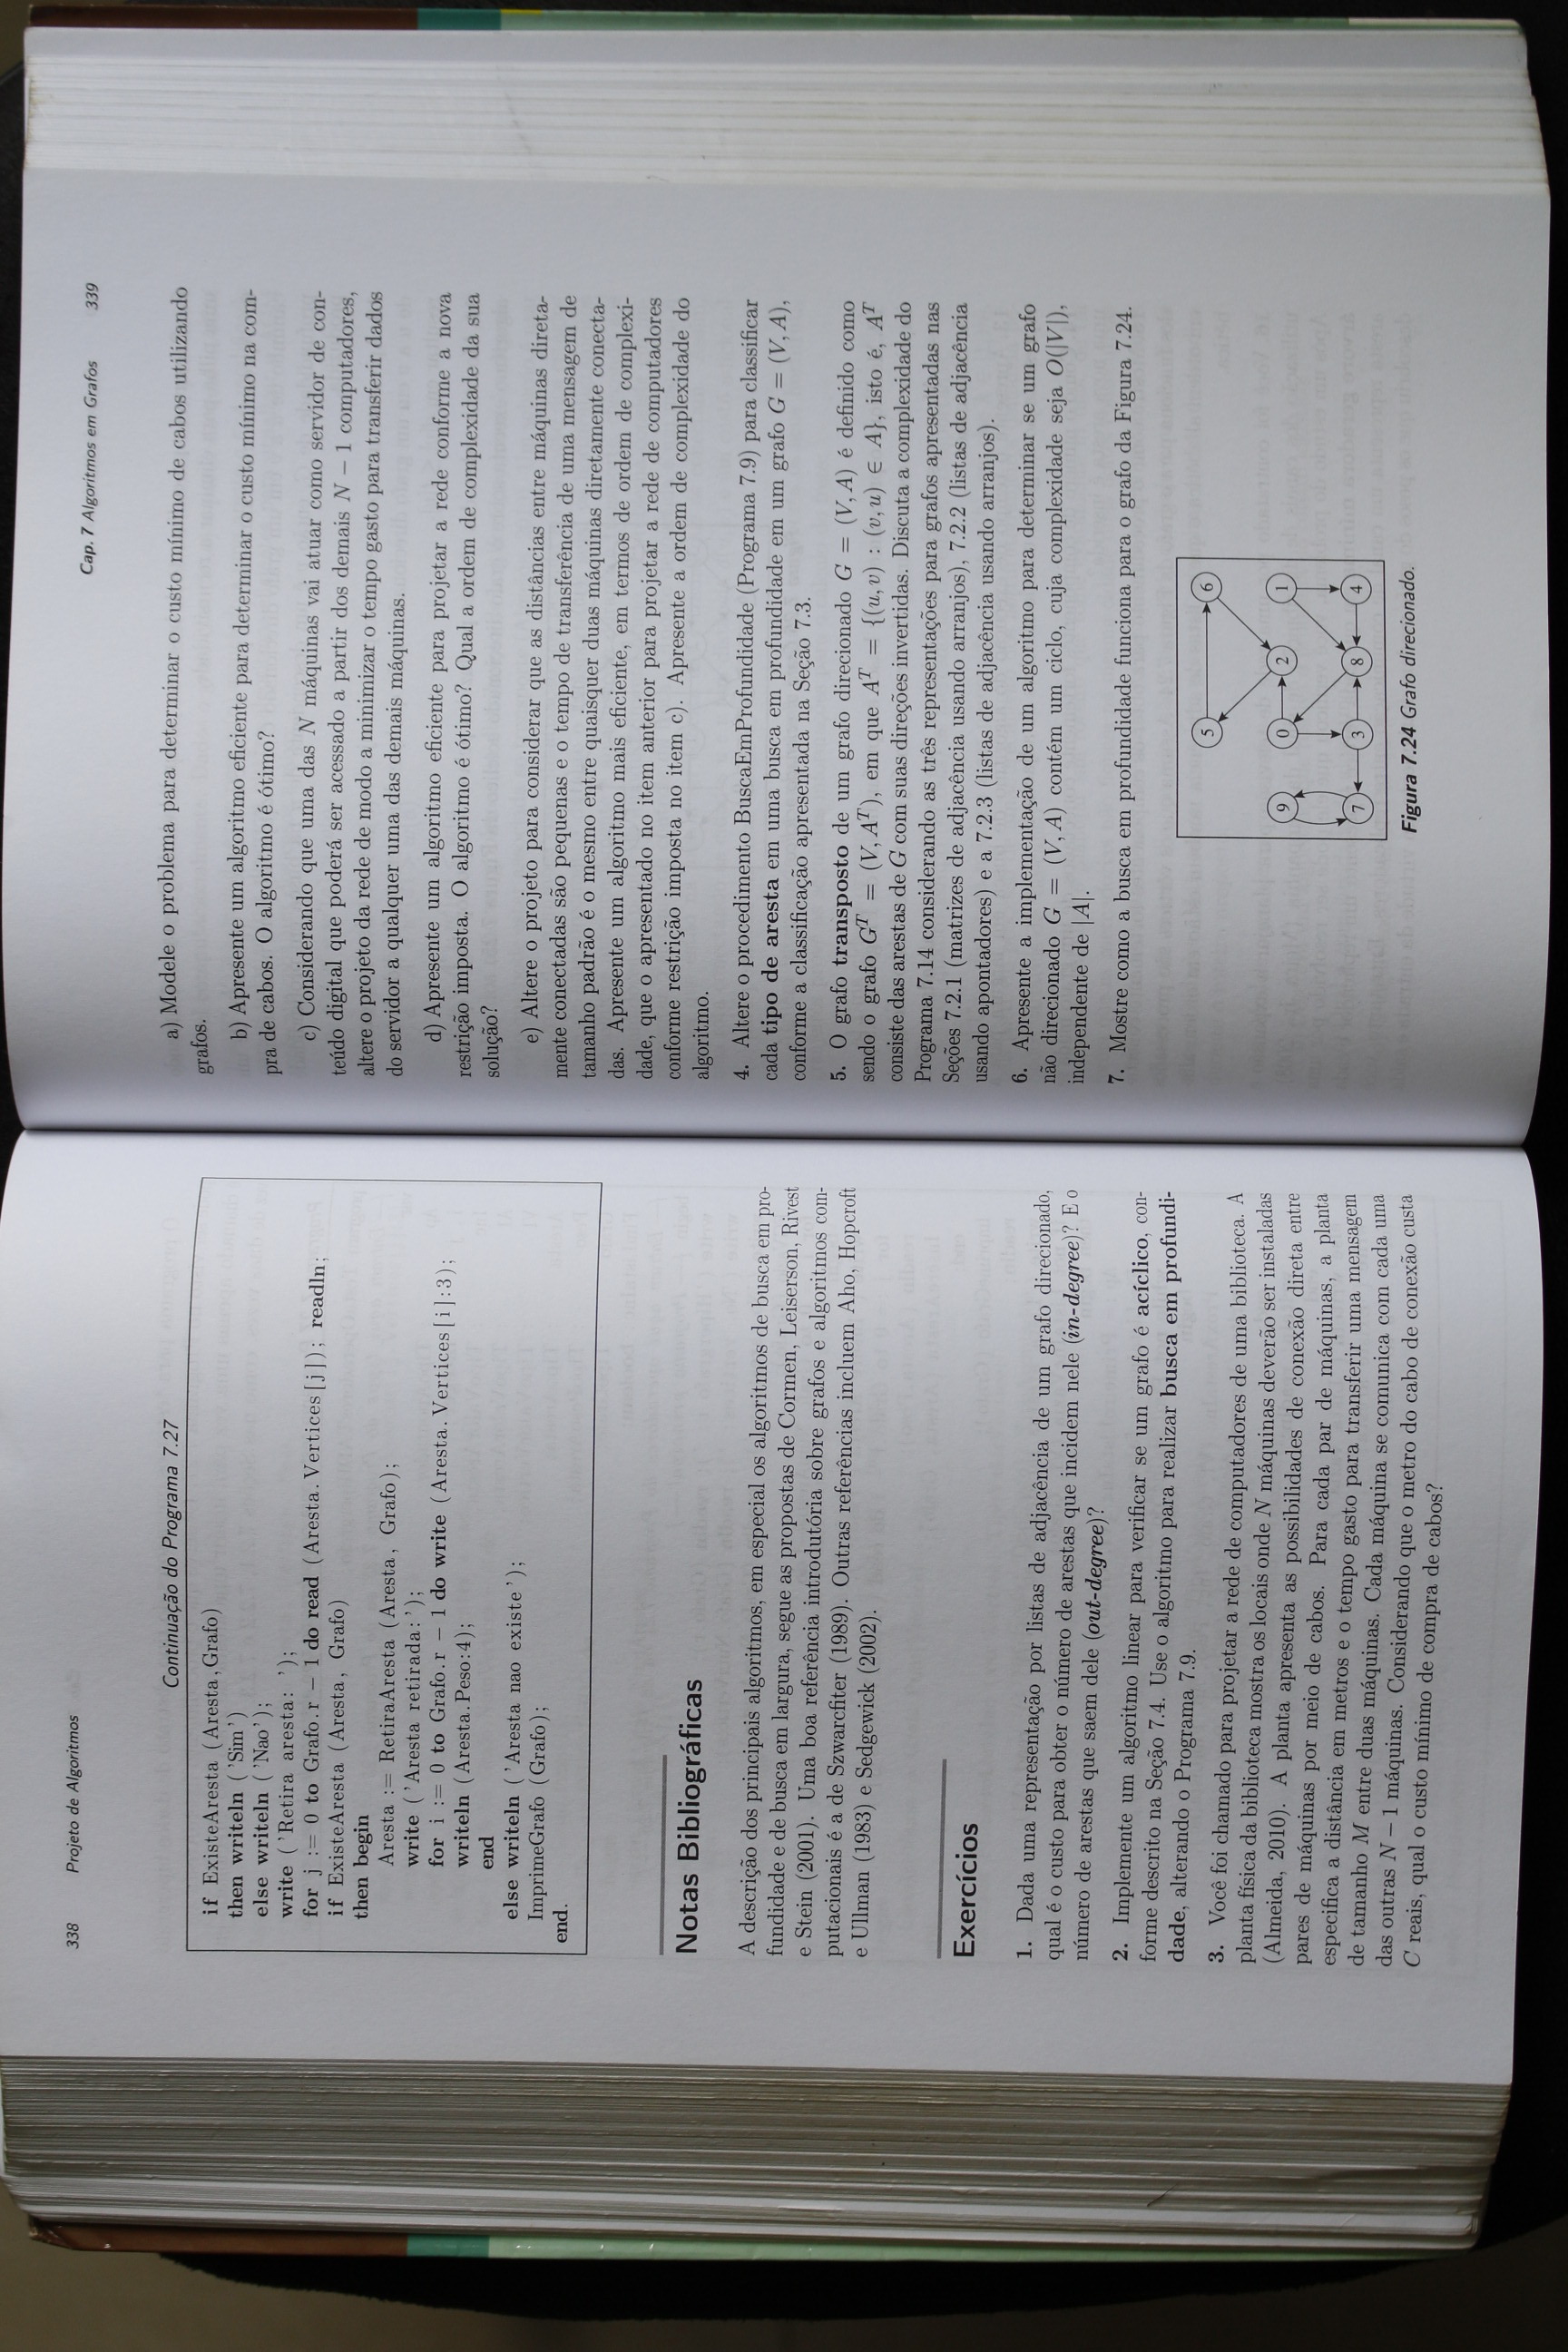 338 Projeto de Algoritmos
Continuação do Programa 7.27
if ExisteAresta (Aresta,Grafo)
then writeln ('Sim')
else writeln ('Nao');
write ('Retira aresta: ');
for j := 0 to Grafo.r − 1 do read (Aresta.Vertices[j]); readln;
if ExisteAresta (Aresta, Grafo)
then begin
Aresta := RetiraAresta (Aresta, Grafo);
write ('Aresta retirada:');
for i := 0 to Grafo.r − 1 do write (Aresta.Vertices[i]:3);
writeln (Aresta.Peso:4);
end
else writeln ('Aresta nao existe');
ImprimeGrafo (Grafo);
end.
Notas Bibliográficas
A descrição dos principais algoritmos, em especial os algoritmos de busca em pro-
fundidade e de busca em largura, segue as propostas de Cormen, Leiserson, Rivest
e Stein (2001). Uma boa referência introdutória sobre grafos e algoritmos com-
putacionais é a de Szwarcfiter (1989). Outras referências incluem Aho, Hopcroft
e Ullman (1983) e Sedgewick (2002).
Exercícios
1. Dada uma representação por listas de adjacência de um grafo direcionado,
qual é o custo para obter o número de arestas que incidem nele (in-degree)? E o
número de arestas que saem dele (out-degree)?
2. Implemente um algoritmo linear para verificar se um grafo é acíclico, con-
forme descrito na Seção 7.4. Use o algoritmo para realizar busca em profundi-
dade, alterando o Programa 7.9.
3. Você foi chamado para projetar a rede de computadores de uma biblioteca. A
planta física da biblioteca mostra os locais onde N máquinas deverão ser instaladas
(Almeida, 2010). A planta apresenta as possibilidades de conexão direta entre
pares de máquinas por meio de cabos. Para cada par de máquinas, a planta
especifica a distância em metros e o tempo gasto para transferir uma mensagem
de tamanho M entre duas máquinas. Cada máquina se comunica com cada uma
das outras N − 1 máquinas. Considerando que o metro do cabo de conexão custa
C reais, qual o custo mínimo de compra de cabos?
Cap. 7 Algoritmos em Grafos 339
a) Modele o problema para determinar o custo mínimo de cabos utilizando
grafos.
b) Apresente um algoritmo eficiente para determinar o custo mínimo na com-
pra de cabos. O algoritmo é ótimo?
c) Considerando que uma das N máquinas vai atuar como servidor de con-
teúdo digital que poderá ser acessado a partir dos demais N − 1 computadores,
altere o projeto da rede de modo a minimizar o tempo gasto para transferir dados
do servidor a qualquer uma das demais máquinas.
d) Apresente um algoritmo eficiente para projetar a rede conforme a nova
restrição imposta. O algoritmo é ótimo? Qual a ordem de complexidade da sua
solução?
e) Altere o projeto para considerar que as distâncias entre máquinas direta-
mente conectadas são pequenas e o tempo de transferência de uma mensagem de
tamanho padrão é o mesmo entre quaisquer duas máquinas diretamente conecta-
das. Apresente um algoritmo mais eficiente, em termos de ordem de complexi-
dade, que o apresentado no item anterior para projetar a rede de computadores
conforme restrição imposta no item c). Apresente a ordem de complexidade do
algoritmo.
4. Altere o procedimento BuscaEmProfundidade (Programa 7.9) para classificar
cada tipo de aresta em uma busca em profundidade em um grafo G = (V, A),
conforme a classificação apresentada na Seção 7.3.
5. O grafo transposto de um grafo direcionado G = (V, A) é definido como
sendo o grafo Gᵀ = (V, Aᵀ), em que Aᵀ = {(u, v) : (v, u) ∈ A}, isto é, Aᵀ
consiste das arestas de G com suas direções invertidas. Discuta a complexidade do
Programa 7.14 considerando as três representações para grafos apresentadas nas
Seções 7.2.1 (matrizes de adjacência usando arranjos), 7.2.2 (listas de adjacência
usando apontadores) e a 7.2.3 (listas de adjacência usando arranjos).
6. Apresente a implementação de um algoritmo para determinar se um grafo
não direcionado G = (V, A) contém um ciclo, cuja complexidade seja O(|V|),
independente de |A|.
7. Mostre como a busca em profundidade funciona para o grafo da Figura 7.24.
5 6
9 0 2 1
7 3 8 4
Figura 7.24 Grafo direcionado.